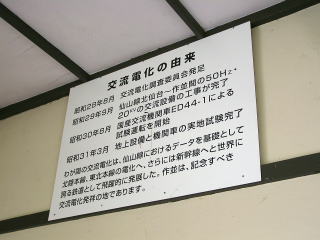 交流電化の由来
昭和28年8月 交流電化調査委員会発足
昭和29年9月 仙山線北仙台～作並間の50Hz・
20KVの交流設備の工事が完了
昭和30年8月 国産交流機関車ED44-1による
試験運転を開始
昭和31年3月 地上設備と機関車の実地試験完了
わが国の交流電化は、仙山線におけるデータを基礎として
北陸本線、東北本線の電化へ、さらには新幹線へと世界に
誇る鉄道として飛躍的に発展した。作並は、記念すべき
交流電化発祥の地であります。